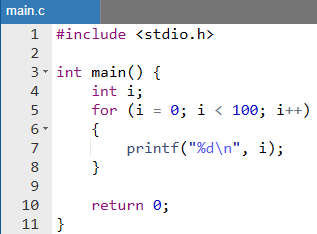 main.c
1 #include <stdio.h>
2
3 int main() {
4     int i;
5     for (i = 0; i < 100; i++)
6     {
7         printf("%d\n", i);
8     }
9
10     return 0;
11 }